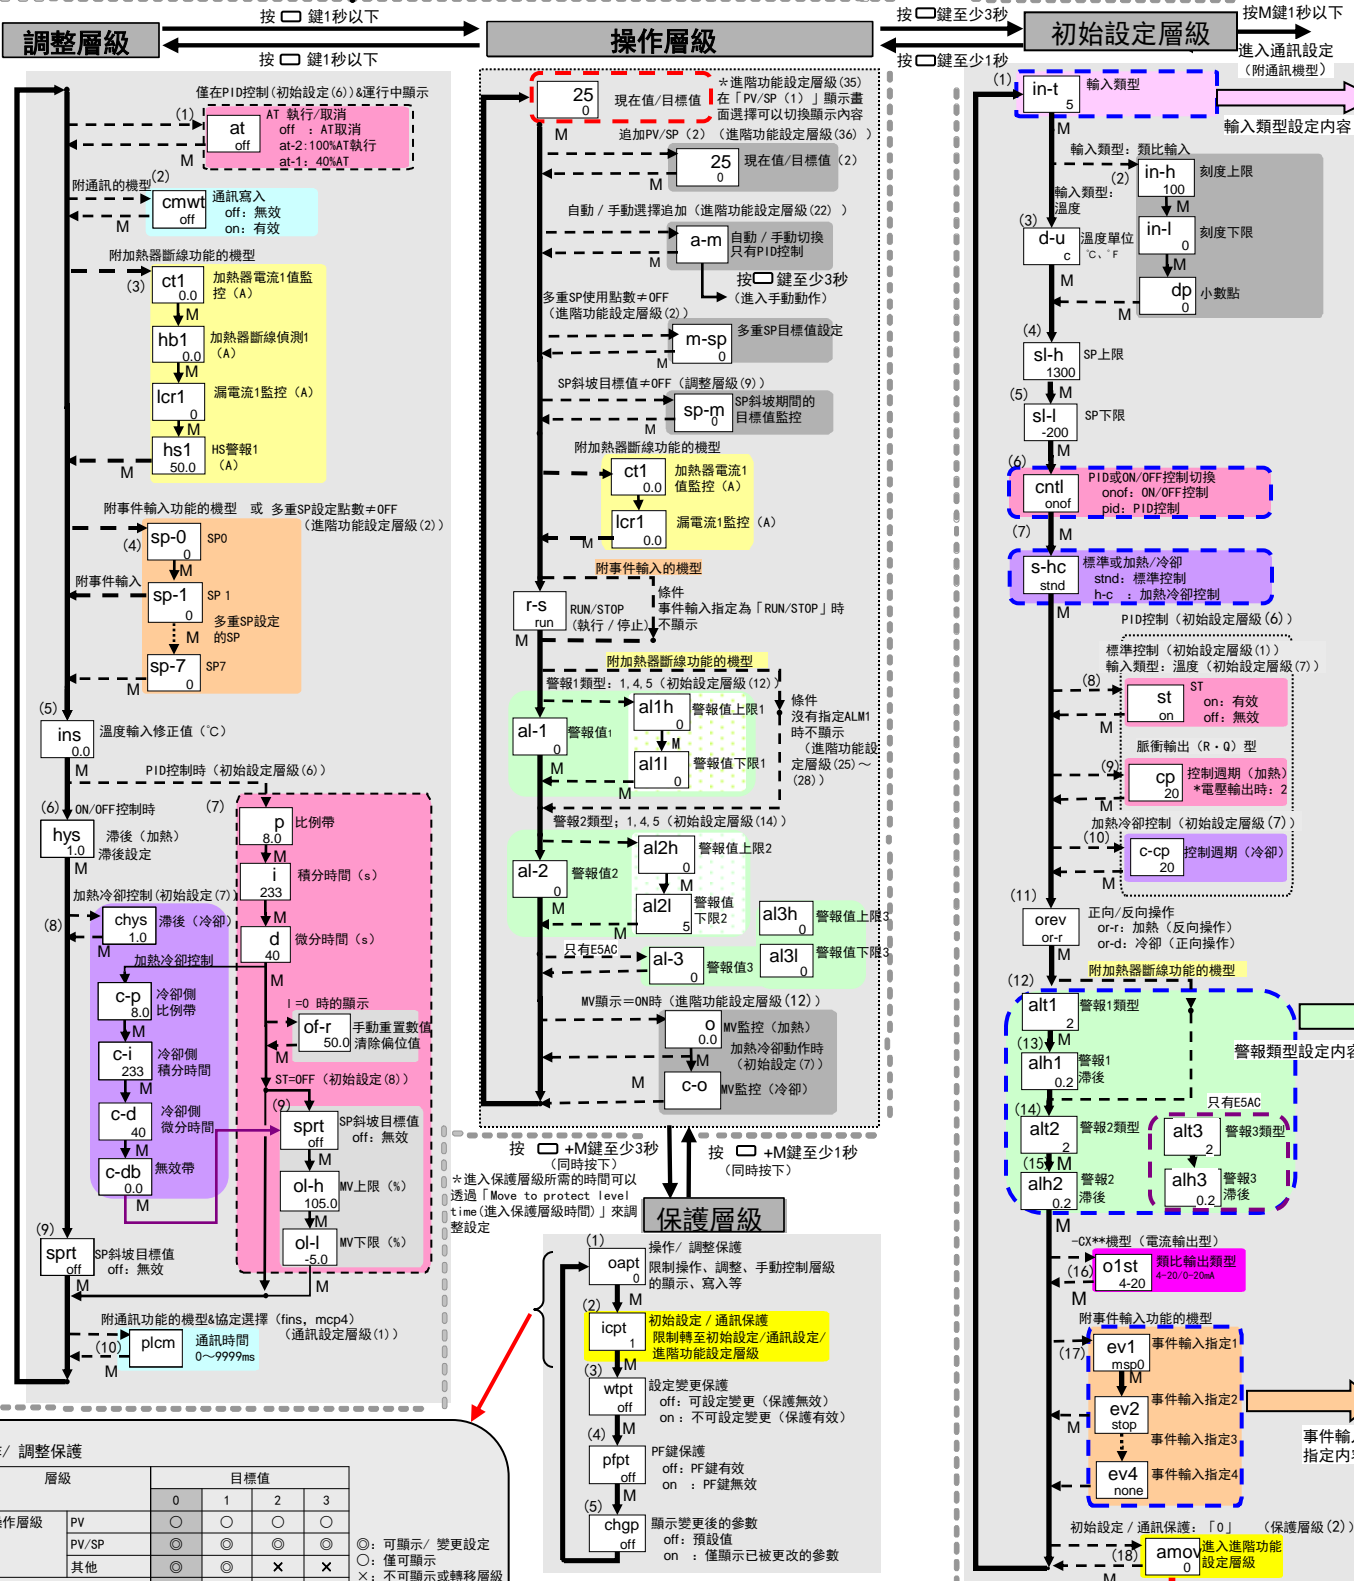 按 鍵1秒以下
按 鍵至少3秒
按M鍵1秒以下
調整層級
操作層級
初始設定層級
按 鍵1秒以下
按 鍵至少1秒
進入通訊設定
(附通訊機型)
僅在PID控制(初始設定(6))&運行中顯示
(1)
at
off
AT 執行/取消
off ：AT取消
at-2:100%AT執行
at-1: 40%AT
M
附通訊的機型
(2)
cmwt
off
通訊寫入
off: 無效
on: 有效
M
附加熱器斷線功能的機型
(3)
ct1
0.0
加熱器電流1值監
控 (A)
M
hb1
0.0
加熱器斷線偵測1
(A)
M
lcr1
0
漏電流1監控 (A)
M
hs1
50.0
HS警報1
(A)
M
附事件輸入功能的機型 或 多重SP設定點數≠OFF
(進階功能設定層級(2))
(4)
sp-0
0
SP0
M
附事件輸入
sp-1
0
SP 1
M
多重SP設定
的SP
sp-7
0
SP7
M
(5)
ins
0.0
溫度輸入修正值 (℃)
M
PID控制時 (初始設定層級(6))
(6)
ON/OFF控制時
hys
1.0
滯後 (加熱)
滯後設定
M
(7)
p
8.0
比例帶
M
i
233
積分時間 (s)
M
d
40
微分時間 (s)
M
加熱冷卻控制(初始設定(7))
(8)
chys
1.0
滯後 (冷卻)
M
加熱冷卻控制
c-p
8.0
冷卻側
比例帶
M
c-i
233
冷卻側
積分時間
M
c-d
40
冷卻側
微分時間
M
c-db
0.0
無效帶
M
I =0 時的顯示
of-r
50.0
手動重置數值
清除偏位值
M
ST=OFF (初始設定(8))
(9)
sprt
off
SP斜坡目標值
off: 無效
M
ol-h
105.0
MV上限 (%)
M
ol-l
-5.0
MV下限 (%)
M
(9)
sprt
off
SP斜坡目標值
off: 無效
M
附通訊功能的機型&協定選擇 (fins, mcp4)
(通訊設定層級(1))
(10)
plcm
通訊時間
0～9999ms
M
25
0
現在值/目標值
＊進階功能設定層級(35)
在「PV/SP (1)」顯示畫
面選擇可以切換顯示內容
M
追加PV/SP (2) (進階功能設定層級(36) )
25
0
現在值/目標值 (2)
M
自動 / 手動選擇追加 (進階功能設定層級(22) )
a-m
自動 / 手動切換
只有PID控制
M
按 鍵至少3秒
(進入手動動作)
多重SP使用點數≠OFF
(進階功能設定層級(2))
m-sp
0
多重SP目標值設定
M
SP斜坡目標值≠OFF (調整層級(9))
sp-m
0
SP斜坡期間的
目標值監控
M
附加熱器斷線功能的機型
ct1
0.0
加熱器電流1
值監控 (A)
lcr1
0.0
漏電流1監控 (A)
M
附事件輸入的機型
r-s
run
RUN/STOP
(執行 / 停止)
M
條件
事件輸入指定為「RUN/STOP」時
不顯示
附加熱器斷線功能的機型
警報1類型: 1,4,5 (初始設定層級(12))
al-1
0
警報值1
M
al1h
0
警報值上限1
M
al1l
0
警報值下限1
M
條件
沒有指定ALM1
時不顯示
(進階功能設
定層級(25)～
(28))
警報2類型; 1,4,5 (初始設定層級(14))
al-2
0
警報值2
M
al2h
0
警報值上限2
M
al2l
5
警報值
下限2
M
al3h
0
警報值上限3
只有E5AC
al-3
0
警報值3
al3l
0
警報值下限3
MV顯示＝ON時 (進階功能設定層級(12))
o
0.0
MV監控 (加熱)
M
加熱冷卻動作時
(初始設定(7))
M
c-o
MV監控 (冷卻)
按 +M鍵至少3秒
(同時按下)
按 +M鍵至少1秒
(同時按下)
＊進入保護層級所需的時間可以
透過「Move to protect level
time(進入保護層級時間)」來調
整設定
保護層級
(1)
oapt
0
操作/ 調整保護
限制操作、調整、手動控制層級
的顯示、寫入等
M
(2)
icpt
1
初始設定 / 通訊保護
限制轉至初始設定/通訊設定/
進階功能設定層級
M
(3)
wtpt
off
設定變更保護
off: 可設定變更 (保護無效)
on : 不可設定變更 (保護有效)
M
(4)
pfpt
off
PF鍵保護
off: PF鍵有效
on ：PF鍵無效
M
(5)
chgp
off
顯示變更後的參數
off: 預設值
on ：僅顯示已被更改的參數
(1)
in-t
5
輸入類型
輸入類型設定內容
M
輸入類型: 類比輸入
(2)
in-h
100
刻度上限
M
in-l
0
刻度下限
M
dp
0
小數點
M
輸入類型:
溫度
(3)
d-u
c
溫度單位
℃、°F
M
(4)
sl-h
1300
SP上限
M
(5)
sl-l
-200
SP下限
M
(6)
cntl
onof
PID或ON/OFF控制切換
onof: ON/OFF控制
pid: PID控制
M
(7)
s-hc
stnd
標準或加熱/冷卻
stnd: 標準控制
h-c ：加熱冷卻控制
M
PID控制 (初始設定層級(6))
標準控制 (初始設定層級(1))
輸入類型: 溫度 (初始設定層級(7))
(8)
st
on
ST
on: 有效
off: 無效
M
脈衝輸出 (R・Q) 型
(9)
cp
20
控制週期 (加熱)
*電壓輸出時: 2
M
加熱冷卻控制 (初始設定層級(7))
(10)
c-cp
20
控制週期 (冷卻)
M
(11)
orev
or-r
正向/反向操作
or-r: 加熱 (反向操作)
or-d: 冷卻 (正向操作)
M
附加熱器斷線功能的機型
(12)
alt1
2
警報1類型
M
(13)
alh1
0.2
警報1
滯後
警報類型設定內容
(14)
alt2
2
警報2類型
(15)
M
alh2
0.2
警報2
滯後
只有E5AC
alt3
2
警報3類型
alh3
0.2
警報3
滯後
M
-CX**機型 (電流輸出型)
(16)
o1st
4-20
類比輸出類型
4-20/0-20mA
M
附事件輸入功能的機型
(17)
ev1
msp0
事件輸入指定1
M
ev2
stop
事件輸入指定2
M
事件輸入指定3
ev4
none
事件輸入指定4
事件輸入
指定內容
初始設定 / 通訊保護: 「0」 (保護層級(2))
(18)
amov
0
進入進階功能
設定層級
M
/ 調整保護
層級 目標值
0 1 2 3
作層級 PV ○ ○ ○ ○
PV/SP ◎ ◎ ◎ ◎
其他 ◎ ◎ × ×
◎: 可顯示/ 變更設定
○: 僅可顯示
×: 不可顯示或轉移層級